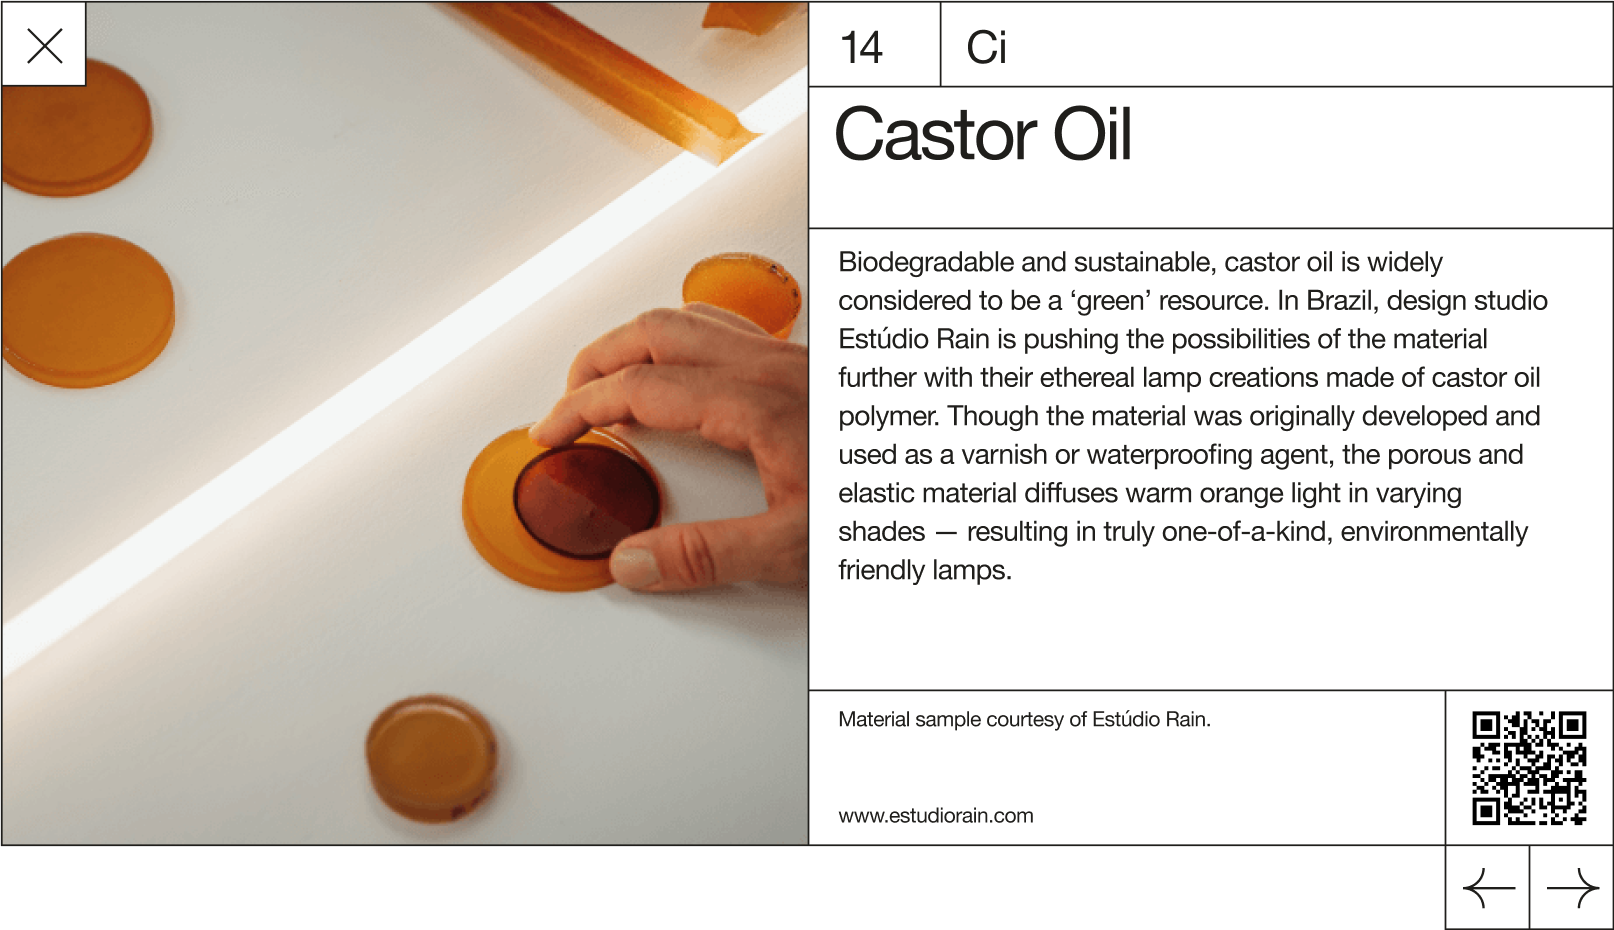 14
Ci
Castor Oil
Biodegradable and sustainable, castor oil is widely
considered to be a ‘green’ resource. In Brazil, design studio
Estúdio Rain is pushing the possibilities of the material
further with their ethereal lamp creations made of castor oil
polymer. Though the material was originally developed and
used as a varnish or waterproofing agent, the porous and
elastic material diffuses warm orange light in varying
shades — resulting in truly one-of-a-kind, environmentally
friendly lamps.
Material sample courtesy of Estúdio Rain.
www.estudiorain.com